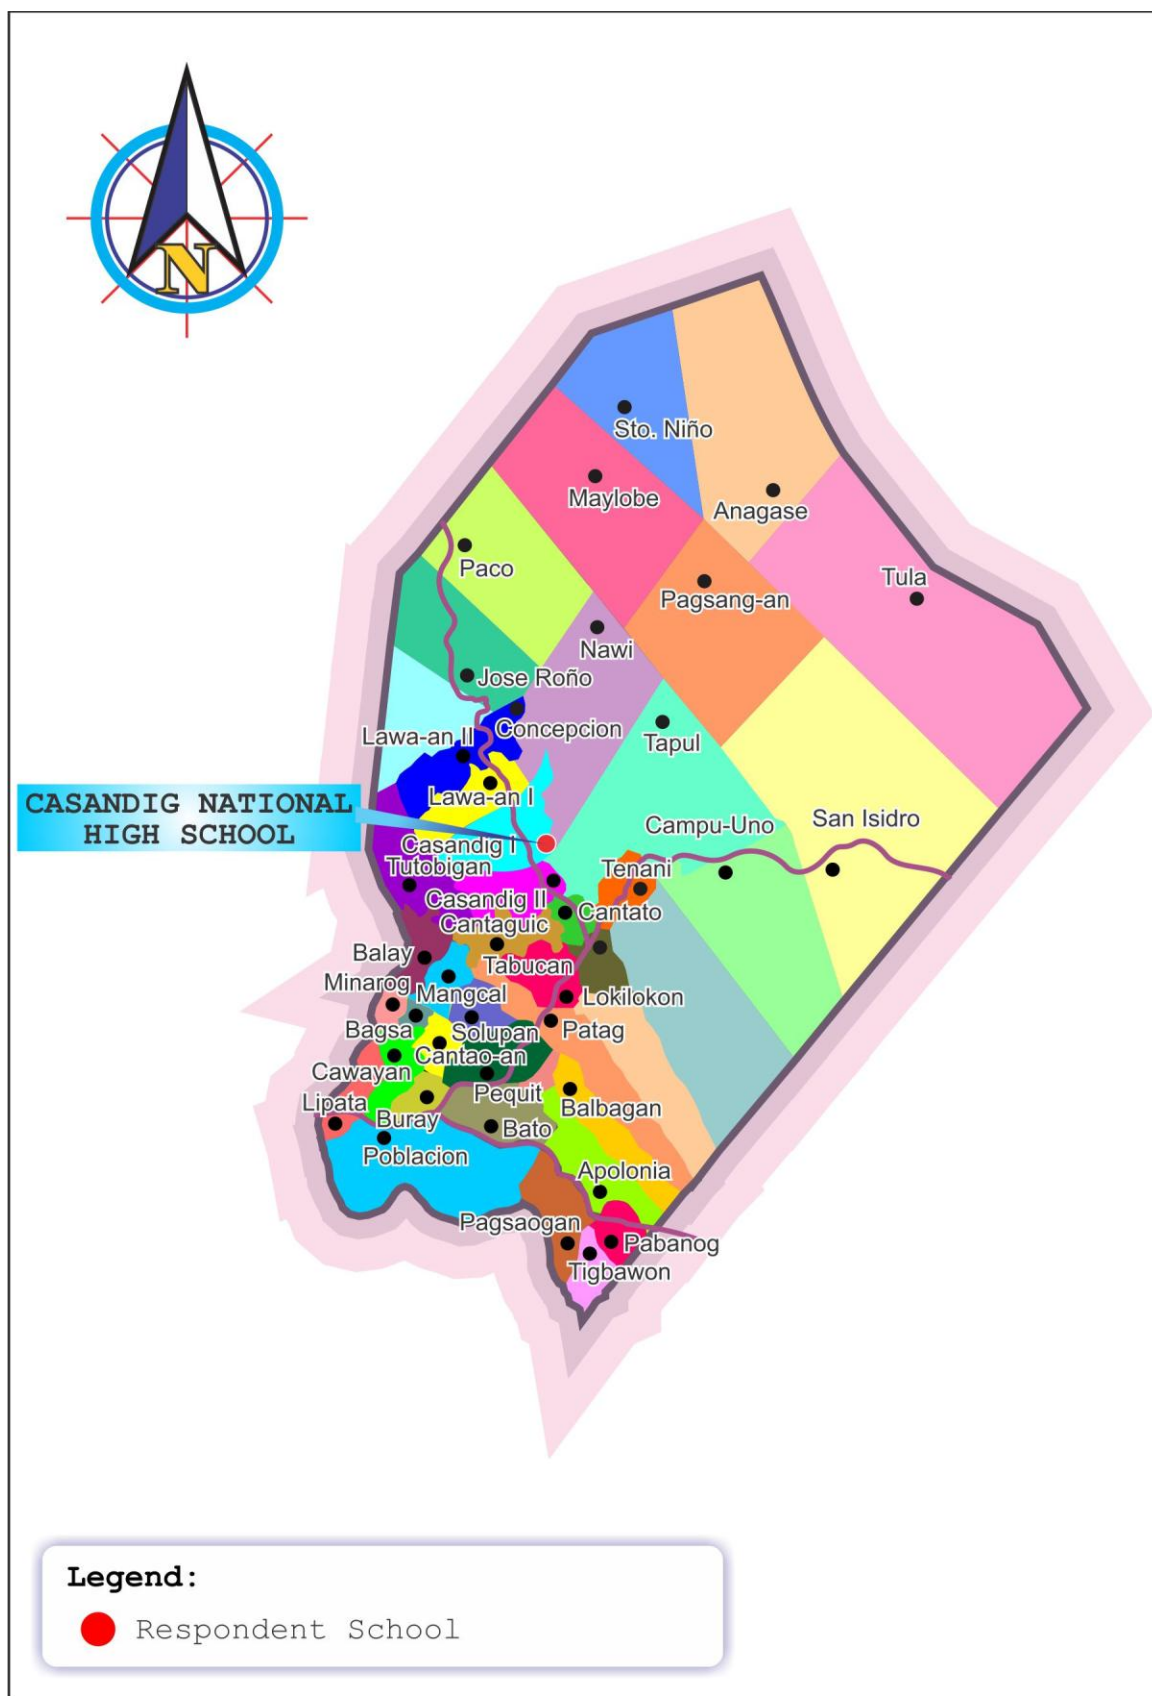 N
Sto. Niño
Maylobe
Anagase
Paco
Tula
Pagsang-an
Nawi
Jose Roño
Concepcion
Tapul
Lawa-an II
Lawa-an I
CASANDIG NATIONAL
HIGH SCHOOL
Campu-Uno
San Isidro
Casandig I
Tutobigan
Tenani
Casandig II
Cantato
Cantaguic
Balay
Tabucan
Minarog
Mangcal
Lokilokon
Bagsa
Solupan
Patag
Cantao-an
Cawayan
Pequit
Balbagan
Lipata
Buray
Bato
Poblacion
Apolonia
Pagsaogan
Pabanog
Tigbawon
Legend:
Respondent School